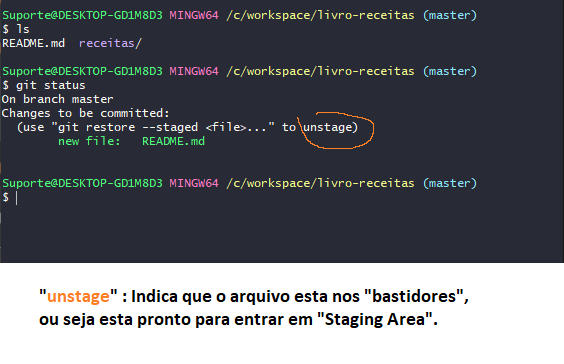 Suporte@DESKTOP-GD1M8D3 MINGW64 /c/workspace/livro-receitas (master)
$ ls
README.md  receitas/
Suporte@DESKTOP-GD1M8D3 MINGW64 /c/workspace/livro-receitas (master)
$ git status
On branch master
Changes to be committed:
  (use "git restore --staged <file>..." to unstage)
        new file:   README.md
Suporte@DESKTOP-GD1M8D3 MINGW64 /c/workspace/livro-receitas (master)
$
"unstage" : Indica que o arquivo esta nos "bastidores",
ou seja esta pronto para entrar em "Staging Area".